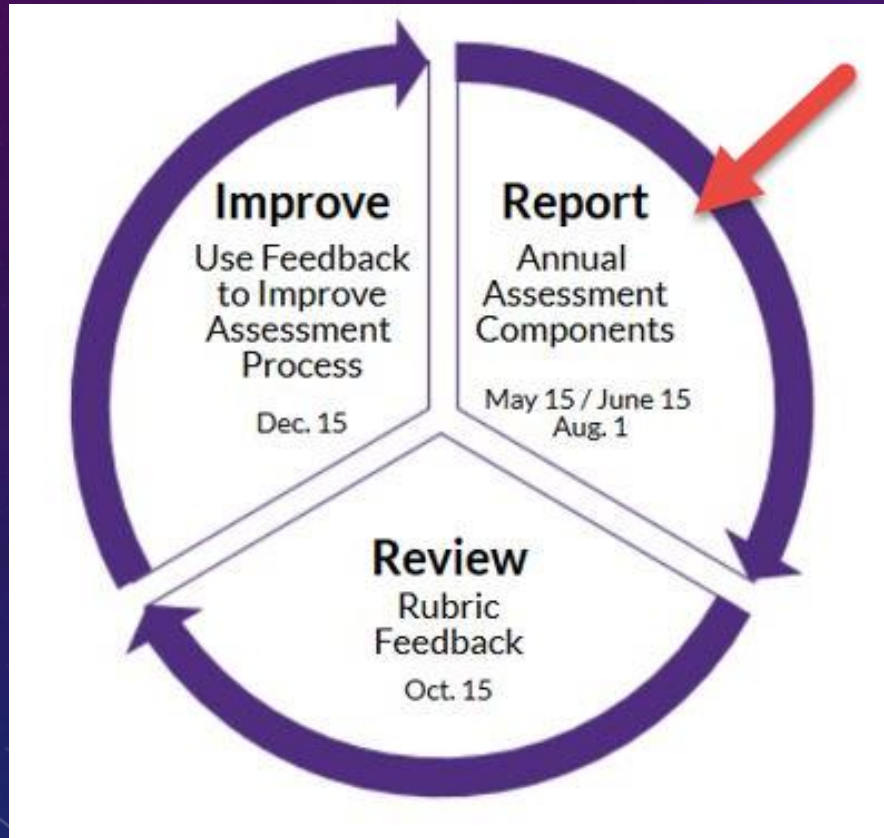 Improve
Use Feedback
to Improve
Assessment
Process
Dec. 15
Report
Annual
Assessment
Components
May 15 / June 15
Aug. 1
Review
Rubric
Feedback
Oct. 15